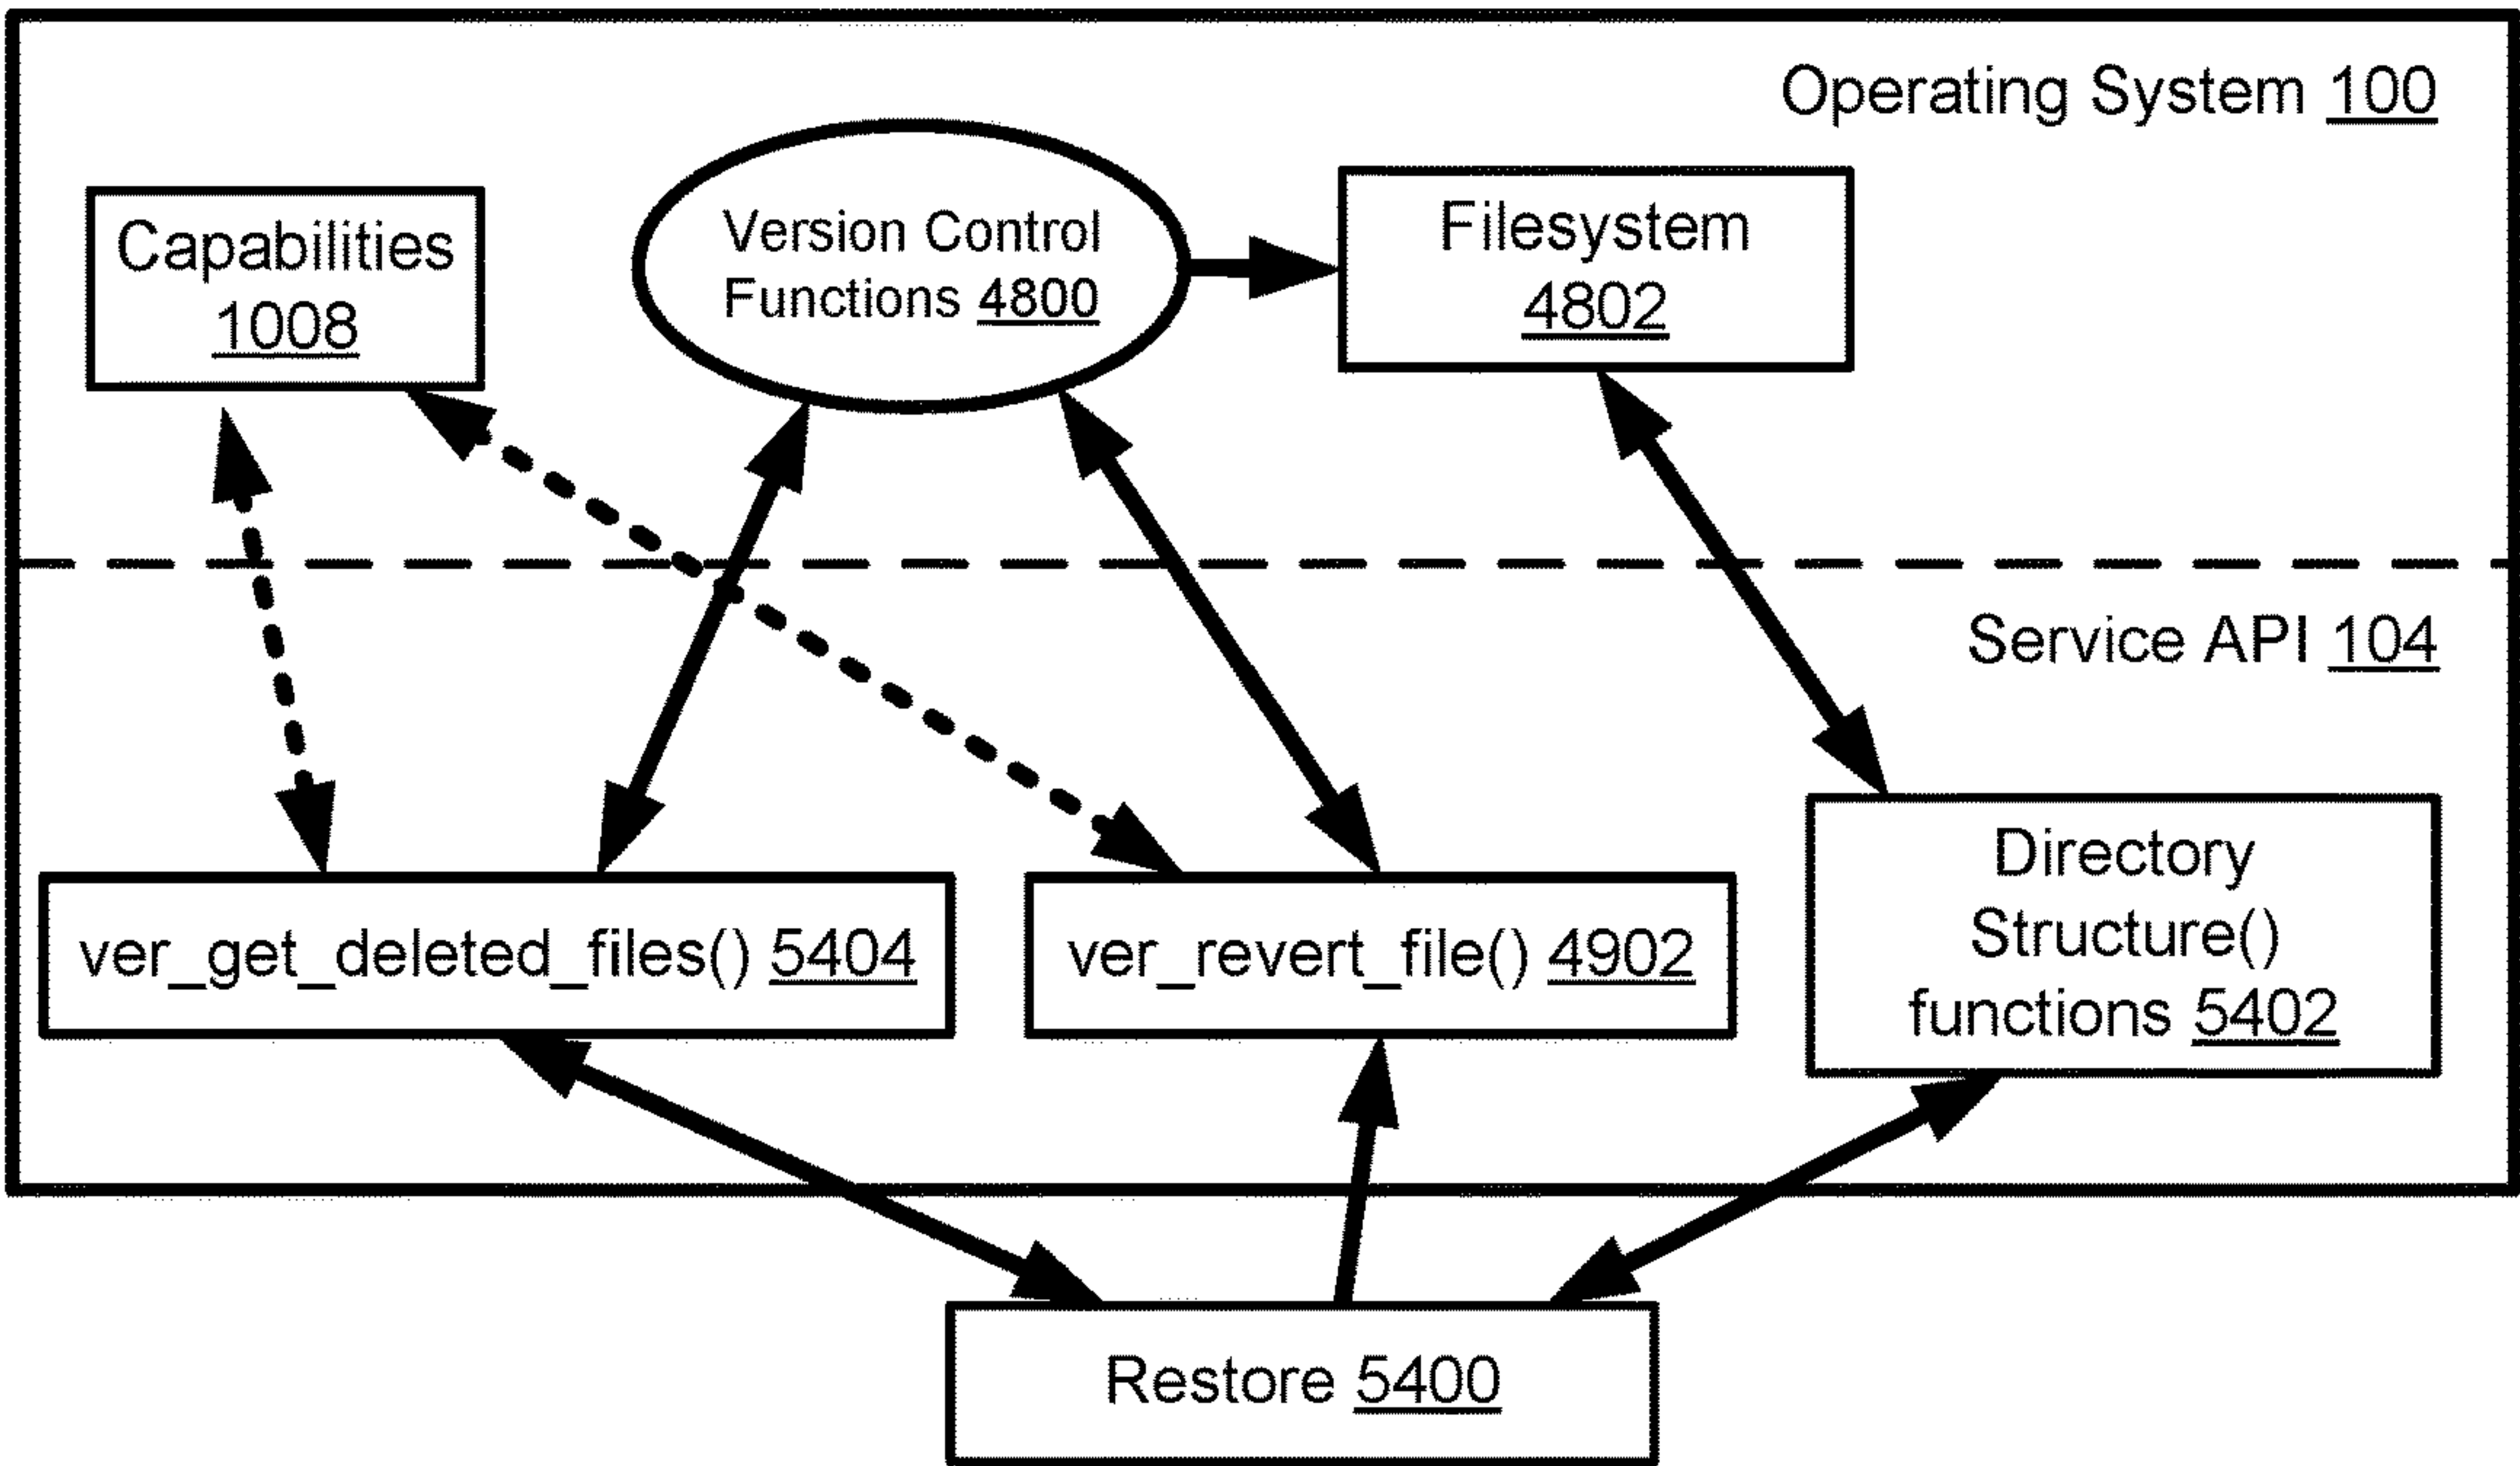 Operating System 100
Capabilities
1008
Version Control
Functions 4800
Filesystem
4802
Service API 104
ver_get_deleted_files() 5404
ver_revert_file() 4902
Directory
Structure()
functions 5402
Restore 5400